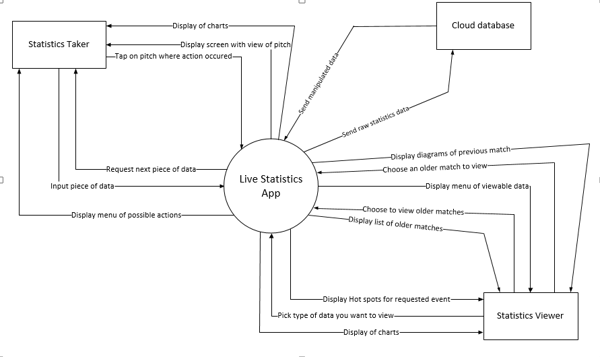 Display of charts
Cloud database
Statistics Taker
Display screen with view of pitch
Tap on pitch where action occured
Send manipulated data
Send raw statistics data
Display diagrams of previous match
Request next piece of data
Choose an older match to view
Live Statistics
App
Input piece of data
Display menu of viewable data
Display menu of possible actions
Choose to view older matches
Display list of older matches
Display Hot spots for requested event
Pick type of data you want to view
Statistics Viewer
Display of charts